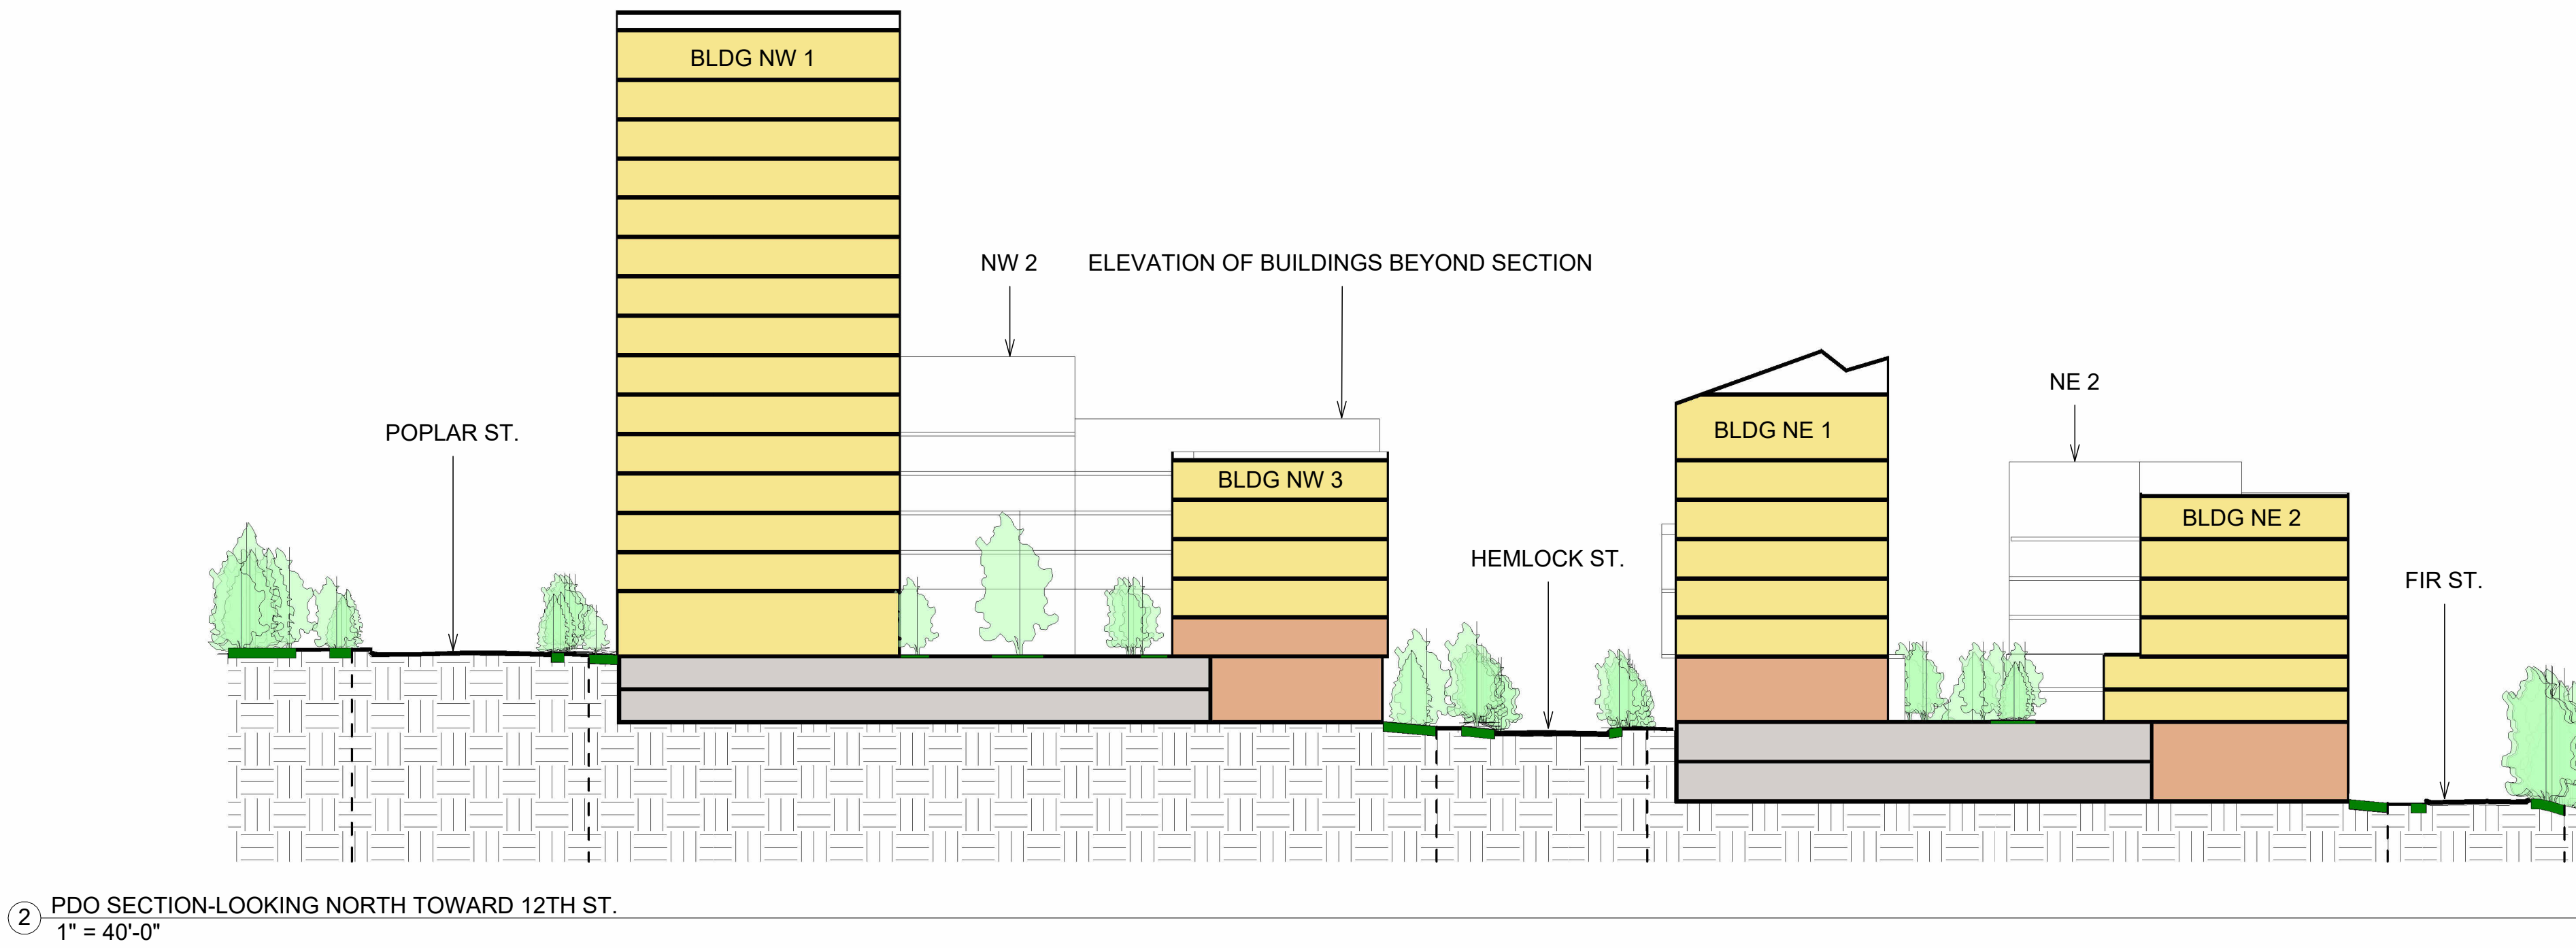 BLDG NW 1
NW 2
ELEVATION OF BUILDINGS BEYOND SECTION
NE 2
POPLAR ST.
BLDG NE 1
BLDG NW 3
BLDG NE 2
HEMLOCK ST.
FIR ST.
2
PDO SECTION-LOOKING NORTH TOWARD 12TH ST.
1" = 40'-0"